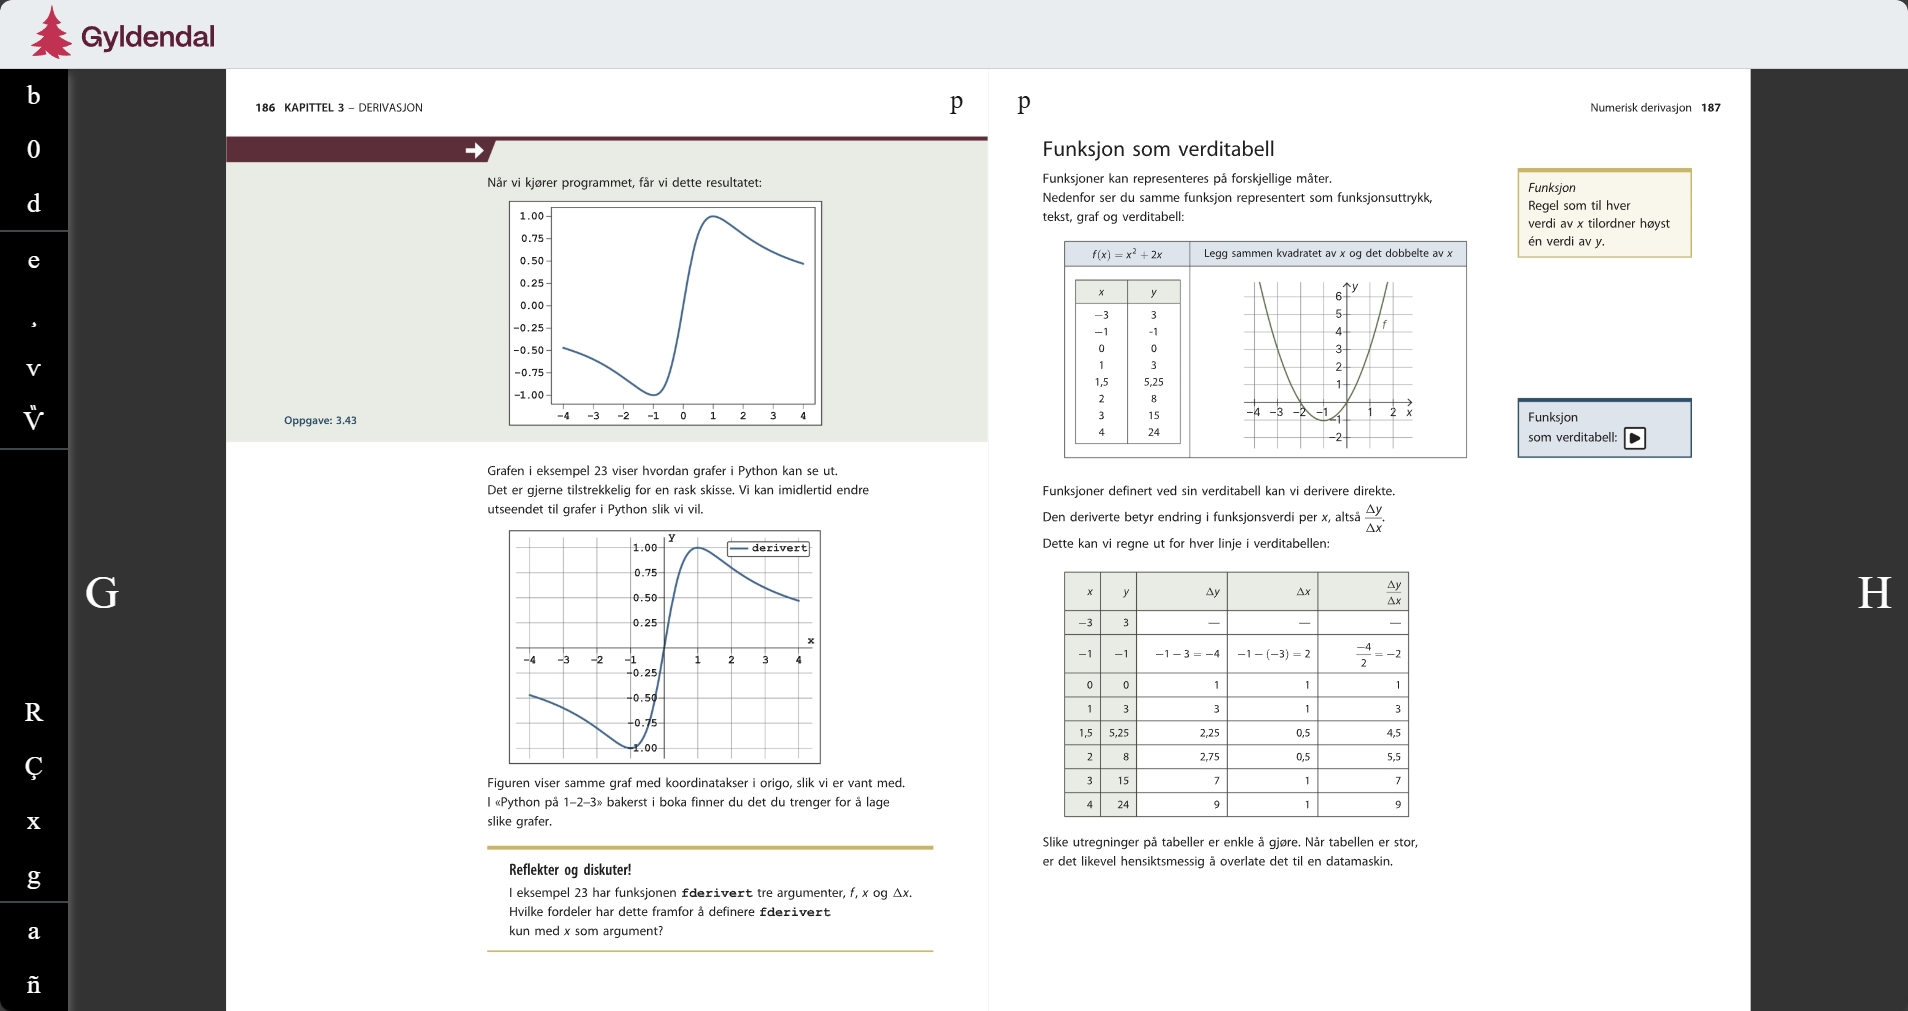 Gyldendal
b
0
d
e
¸
v
Ṽ
R
Ç
x
g
a
ñ
G
H
186 KAPITTEL 3 – DERIVASJON
p
Når vi kjører programmet, får vi dette resultatet:
1.00
0.75
0.50
0.25
0.00
−0.25
−0.50
−0.75
−1.00
−4 −3 −2 −1 0 1 2 3 4
Oppgave: 3.43
Grafen i eksempel 23 viser hvordan grafer i Python kan se ut.
Det er gjerne tilstrekkelig for en rask skisse. Vi kan imidlertid endre
utseendet til grafer i Python slik vi vil.
y
derivert
1.00
0.75
0.50
0.25
x
−4 −3 −2 −1 1 2 3 4
−0.25
−0.50
−0.75
−1.00
Figuren viser samme graf med koordinatakser i origo, slik vi er vant med.
I «Python på 1–2–3» bakerst i boka finner du det du trenger for å lage
slike grafer.
Reflekter og diskuter!
I eksempel 23 har funksjonen fderivert tre argumenter, f, x og Δx.
Hvilke fordeler har dette framfor å definere fderivert
kun med x som argument?
p
Numerisk derivasjon 187
Funksjon som verditabell
Funksjoner kan representeres på forskjellige måter.
Nedenfor ser du samme funksjon representert som funksjonsuttrykk,
tekst, graf og verditabell:
Funksjon
Regel som til hver
verdi av x tilordner høyst
én verdi av y.
f(x) = x² + 2x Legg sammen kvadratet av x og det dobbelte av x
x y
−3 3
−1 -1
0 0
1 3
1,5 5,25
2 8
3 15
4 24
y
6
5
4
3
2
1
f
−4 −3 −2 −1 1 2 x
−1
−2
Funksjon
som verditabell:
Funksjoner definert ved sin verditabell kan vi derivere direkte.
Den deriverte betyr endring i funksjonsverdi per x, altså Δy/Δx.
Dette kan vi regne ut for hver linje i verditabellen:
x y Δy Δx Δy/Δx
−3 3 — — —
−1 −1 −1 − 3 = −4 −1 − (−3) = 2 −4/2 = −2
0 0 1 1 1
1 3 3 1 3
1,5 5,25 2,25 0,5 4,5
2 8 2,75 0,5 5,5
3 15 7 1 7
4 24 9 1 9
Slike utregninger på tabeller er enkle å gjøre. Når tabellen er stor,
er det likevel hensiktsmessig å overlate det til en datamaskin.